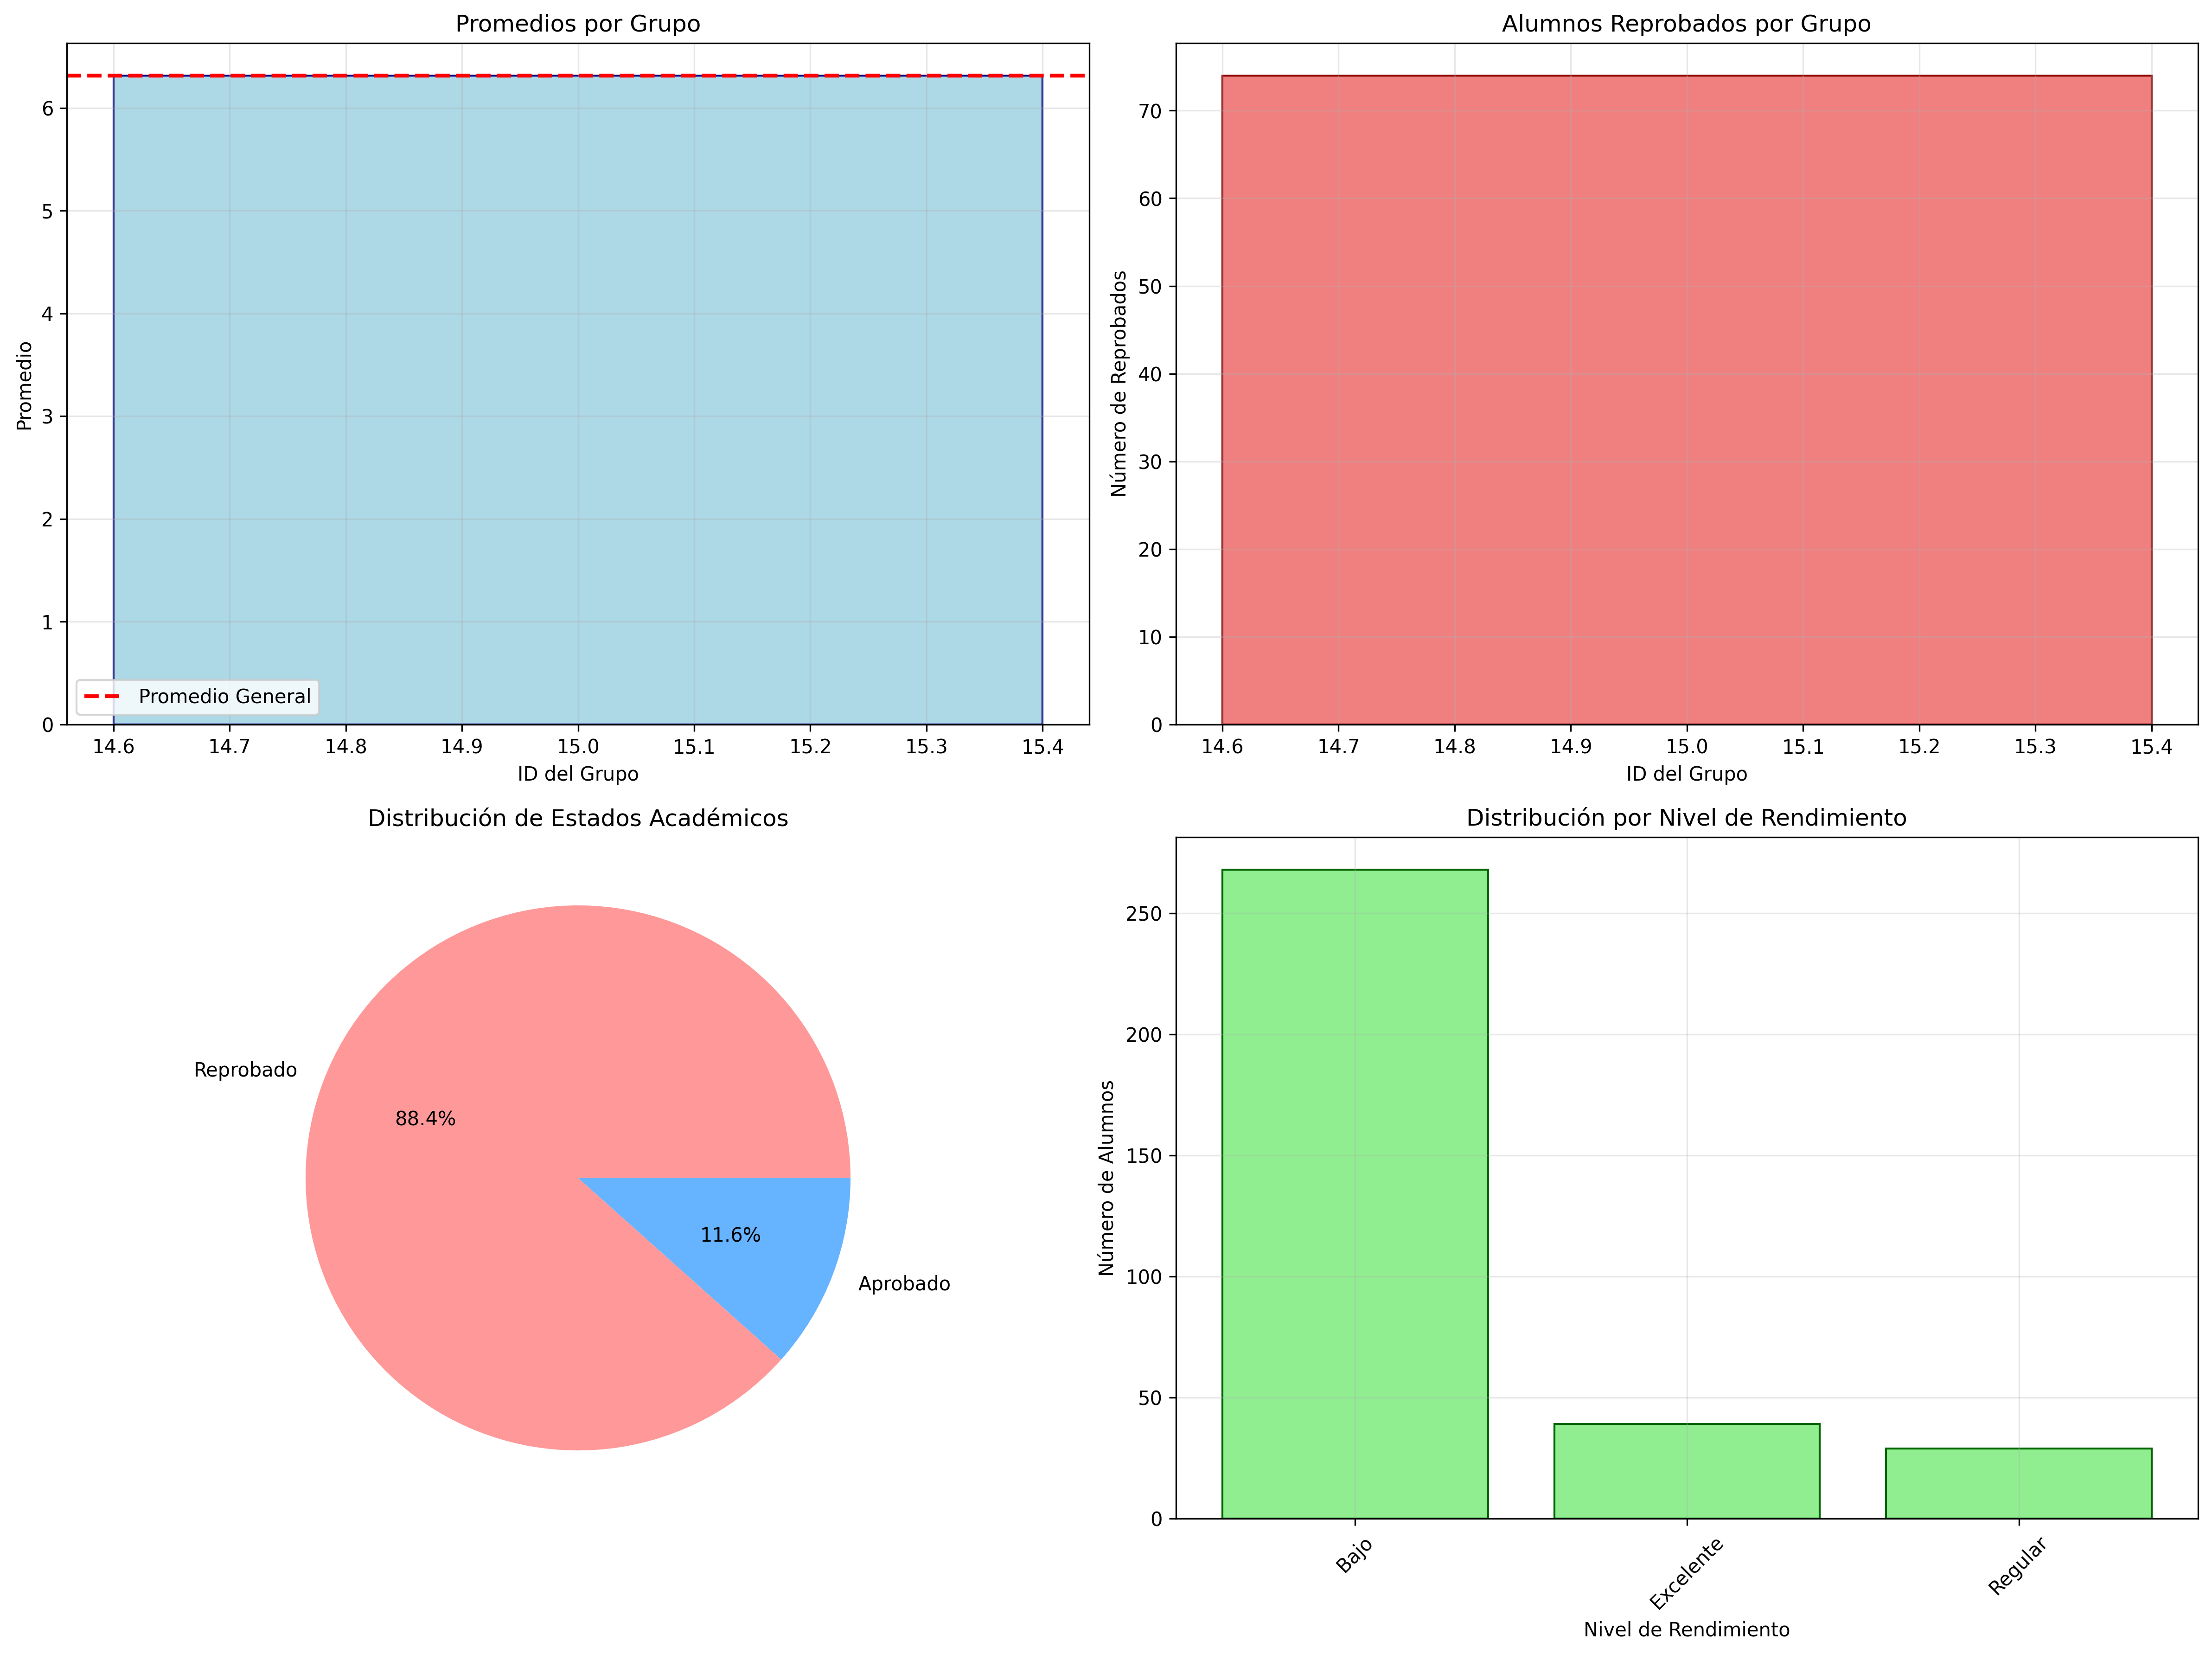 Promedios por Grupo
Promedio
6
5
4
3
2
1
0
Promedio General
14.6 14.7 14.8 14.9 15.0 15.1 15.2 15.3 15.4
ID del Grupo
Alumnos Reprobados por Grupo
Número de Reprobados
70
60
50
40
30
20
10
0
14.6 14.7 14.8 14.9 15.0 15.1 15.2 15.3 15.4
ID del Grupo
Distribución de Estados Académicos
Reprobado
88.4%
11.6%
Aprobado
Distribución por Nivel de Rendimiento
Número de Alumnos
250
200
150
100
50
0
Bajo
Excelente
Regular
Nivel de Rendimiento